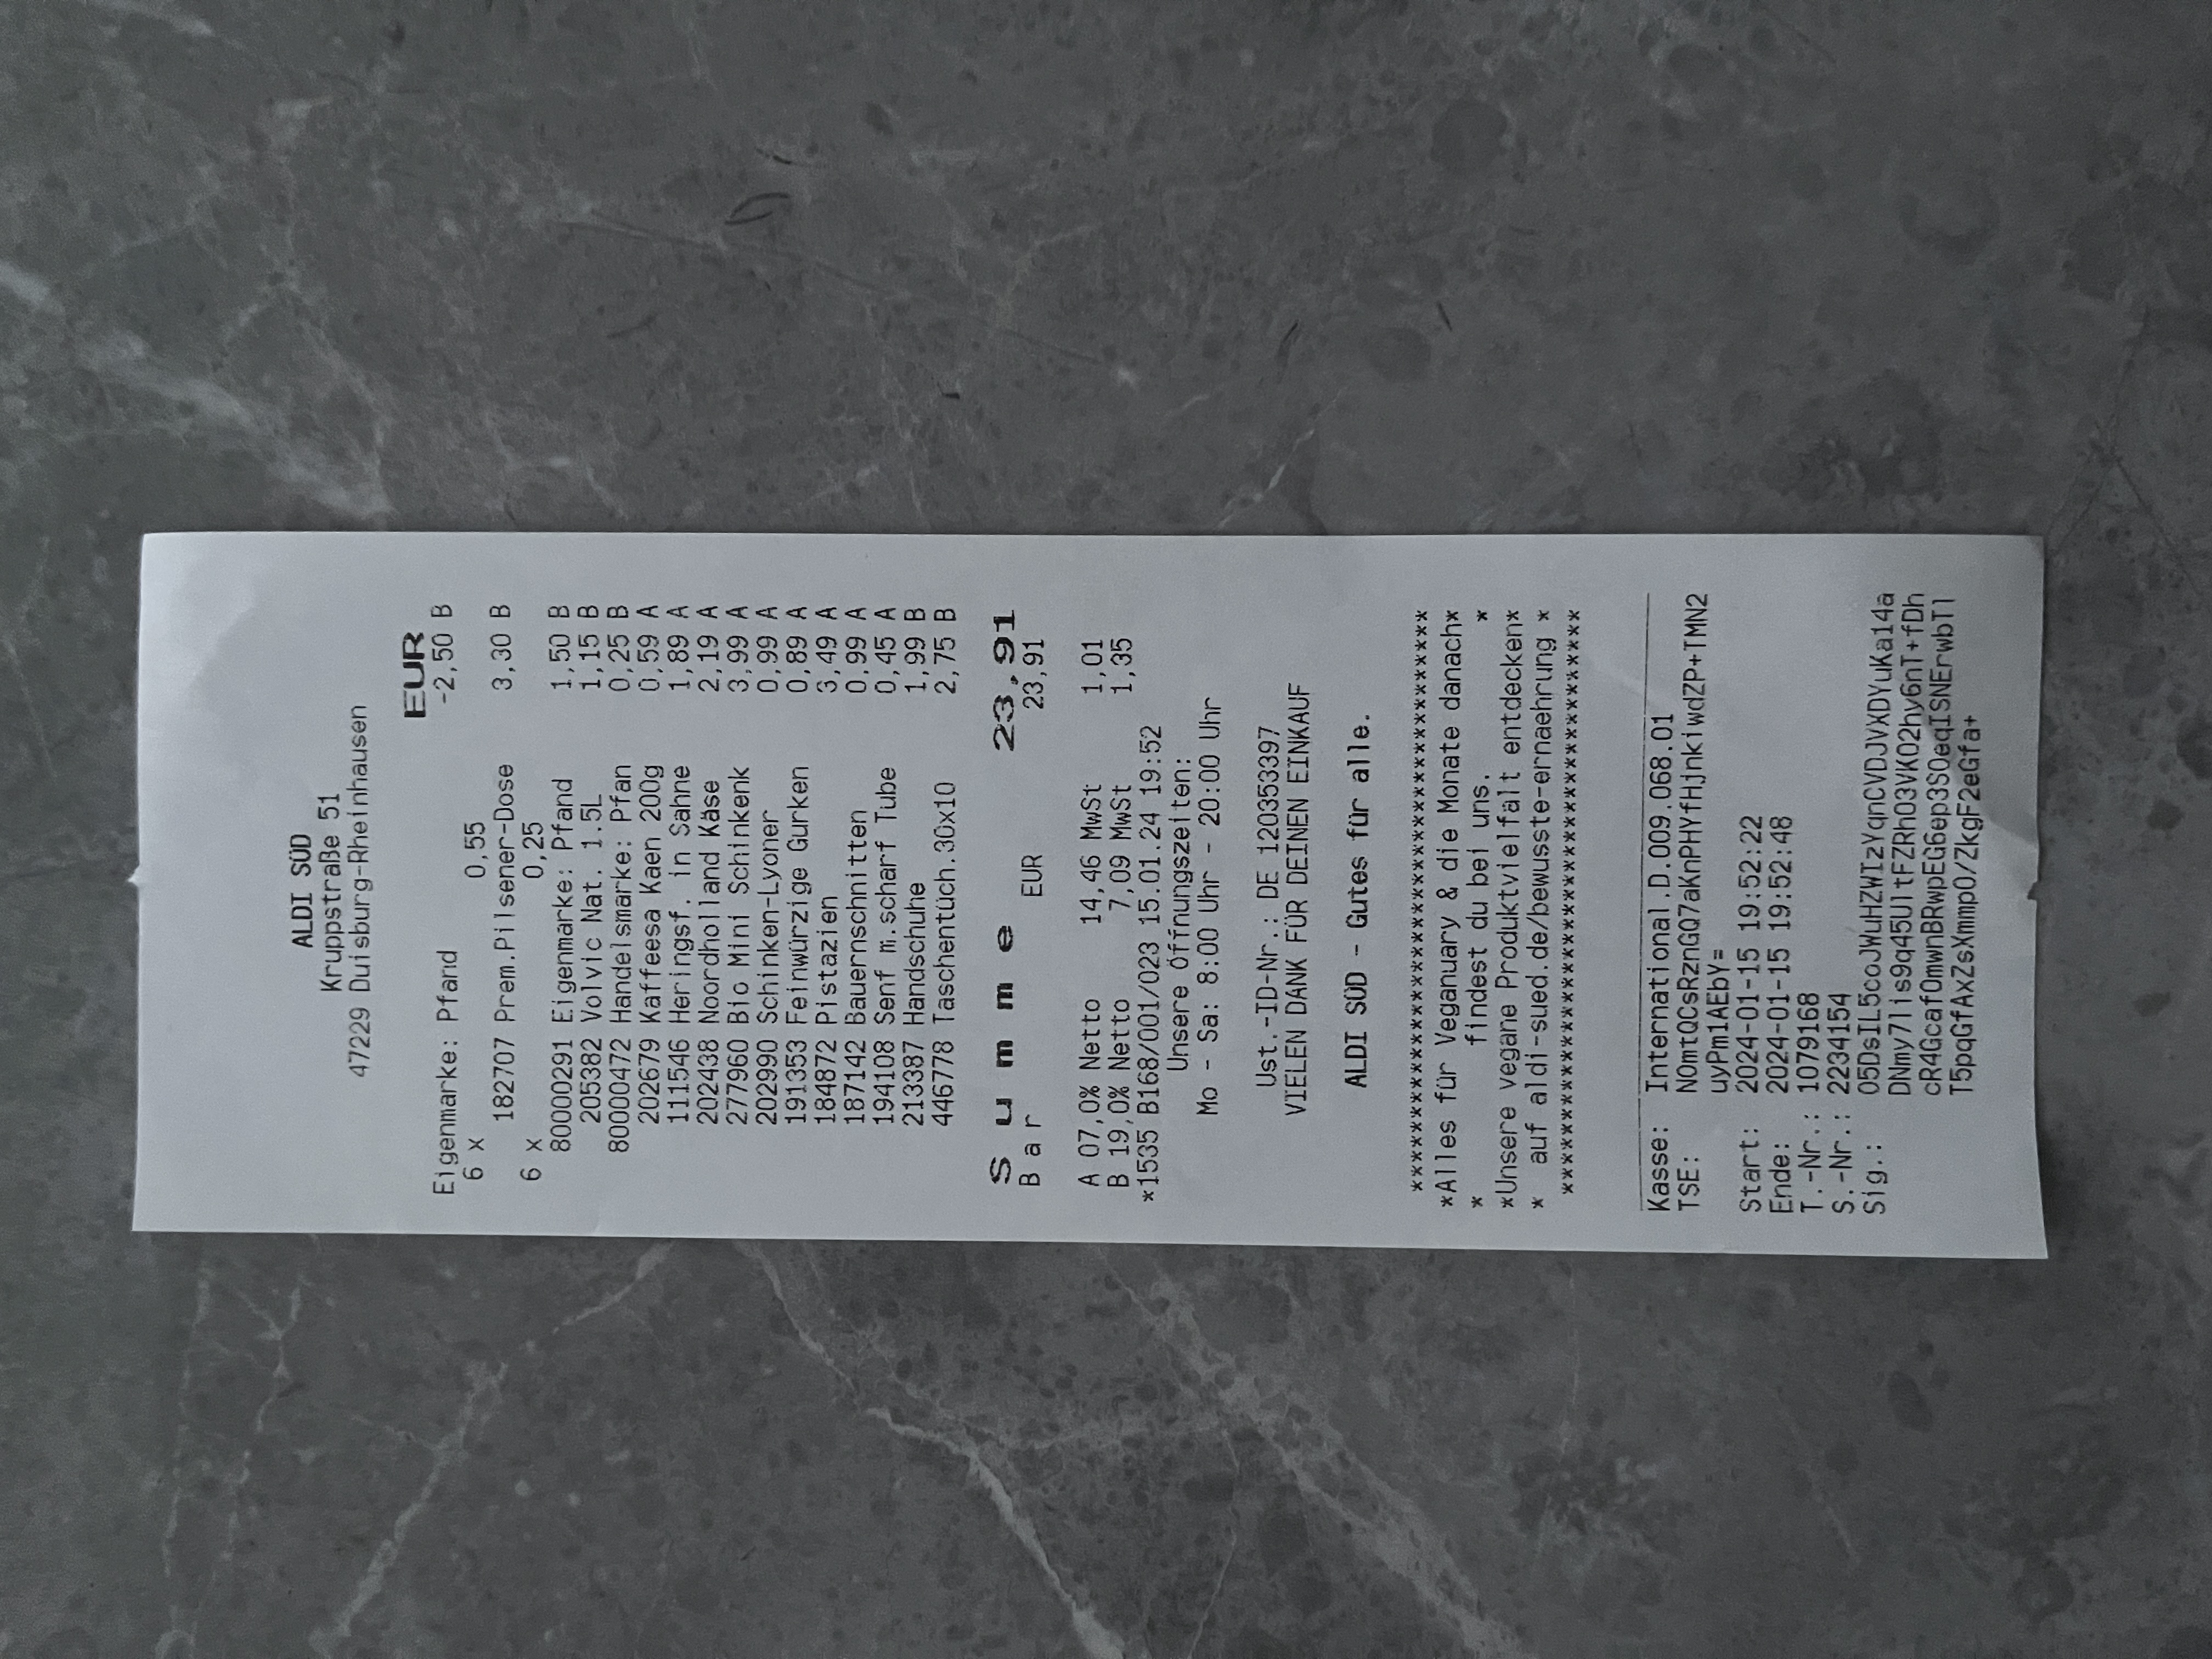 ALDI SÜD
Kruppstraße 51
47229 Duisburg-Rheinhausen
EUR
Eigenmarke: Pfand -2,50 B
6 x 0,55
182707 Prem.Pilsener-Dose 3,30 B
6 x 0,25
80000291 Eigenmarke: Pfand 1,50 B
205382 Volvic Nat. 1.5L 1,15 B
80000472 Handelsmarke: Pfan 0,25 B
202679 Kaffeesa Kaen 200g 0,59 A
111546 Heringsf. in Sahne 1,89 A
202438 Noordholland Käse 2,19 A
277960 Bio Mini Schinkenk 3,99 A
202990 Schinken-Lyoner 0,99 A
191353 Feinwürzige Gurken 0,89 A
184872 Pistazien 3,49 A
187142 Bauernschnitten 0,99 A
194108 Senf m.scharf Tube 0,45 A
213387 Handschuhe 1,99 B
446778 Taschentüch.30x10 2,75 B
Summe 23,91
Bar EUR 23,91
A 07,0% Netto 14,46 MwSt 1,01
B 19,0% Netto 7,09 MwSt 1,35
*1535 B168/001/023 15.01.24 19:52
Unsere Öffnungszeiten:
Mo - Sa: 8:00 Uhr - 20:00 Uhr
Ust.-ID-Nr.: DE 120353397
VIELEN DANK FÜR DEINEN EINKAUF
ALDI SÜD - Gutes für alle.
****************************************
*Alles für Veganuary & die Monate danach*
* findest du bei uns. *
*Unsere vegane Produktvielfalt entdecken*
* auf aldi-sued.de/bewusste-ernaehrung *
****************************************
Kasse: International.D.009.068.01
TSE: NOmtQCsRznGQ7aKnPHYfHjnkiwdZP+TMN2
uyPm1AEbY=
Start: 2024-01-15 19:52:22
Ende: 2024-01-15 19:52:48
T.-Nr.: 1079168
S.-Nr.: 2234154
Sig.: O5DsIL5coJWuHZWIzYqnCVDJVXDYuKa14a
DNmy7lis9q45UltFZRhO3VKO2hy6nT+fDh
cR4GcafOmwnBRwpEG6ep3SOeqISNErwbTl
T5pqGfAxZsXmmpO/ZkgF2eGfa+